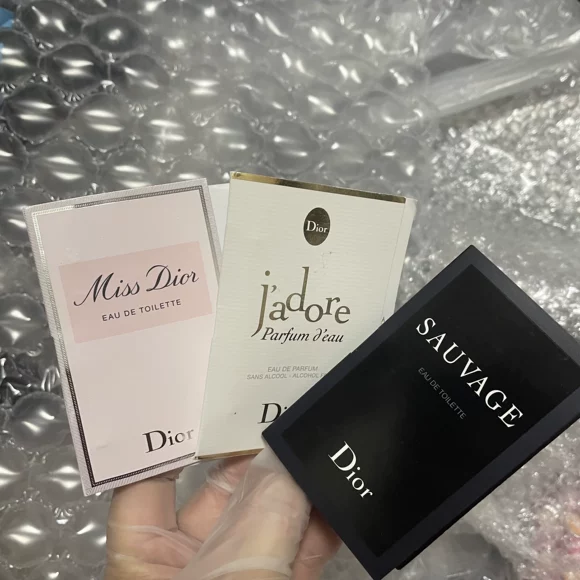 Miss Dior
EAU DE TOILETTE
Dior
Dior
j'adore
Parfum d'eau
EAU DE PARFUM
SANS ALCOOL - ALCOHOL
SAUVAGE
EAU DE TOILETTE
Dior